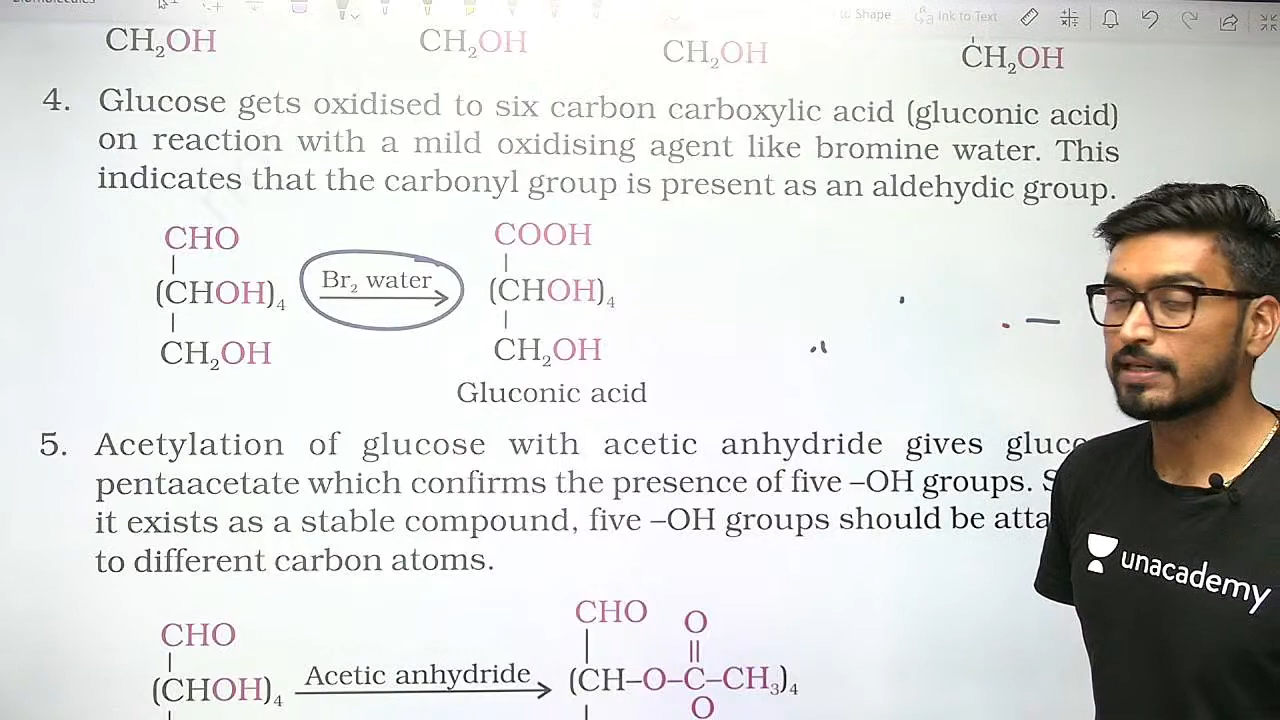 to Shape Ink to Text
CH₂OH CH₂OH CH₂OH CH₂OH
4. Glucose gets oxidised to six carbon carboxylic acid (gluconic acid)
on reaction with a mild oxidising agent like bromine water. This
indicates that the carbonyl group is present as an aldehydic group.
CHO COOH
(CHOH)₄ Br₂ water (CHOH)₄
CH₂OH CH₂OH
Gluconic acid
5. Acetylation of glucose with acetic anhydride gives gluco
pentaacetate which confirms the presence of five –OH groups. S
it exists as a stable compound, five –OH groups should be atta
to different carbon atoms.
CHO CHO O
(CHOH)₄ Acetic anhydride (CH–O–C–CH₃)₄
O
unacademy